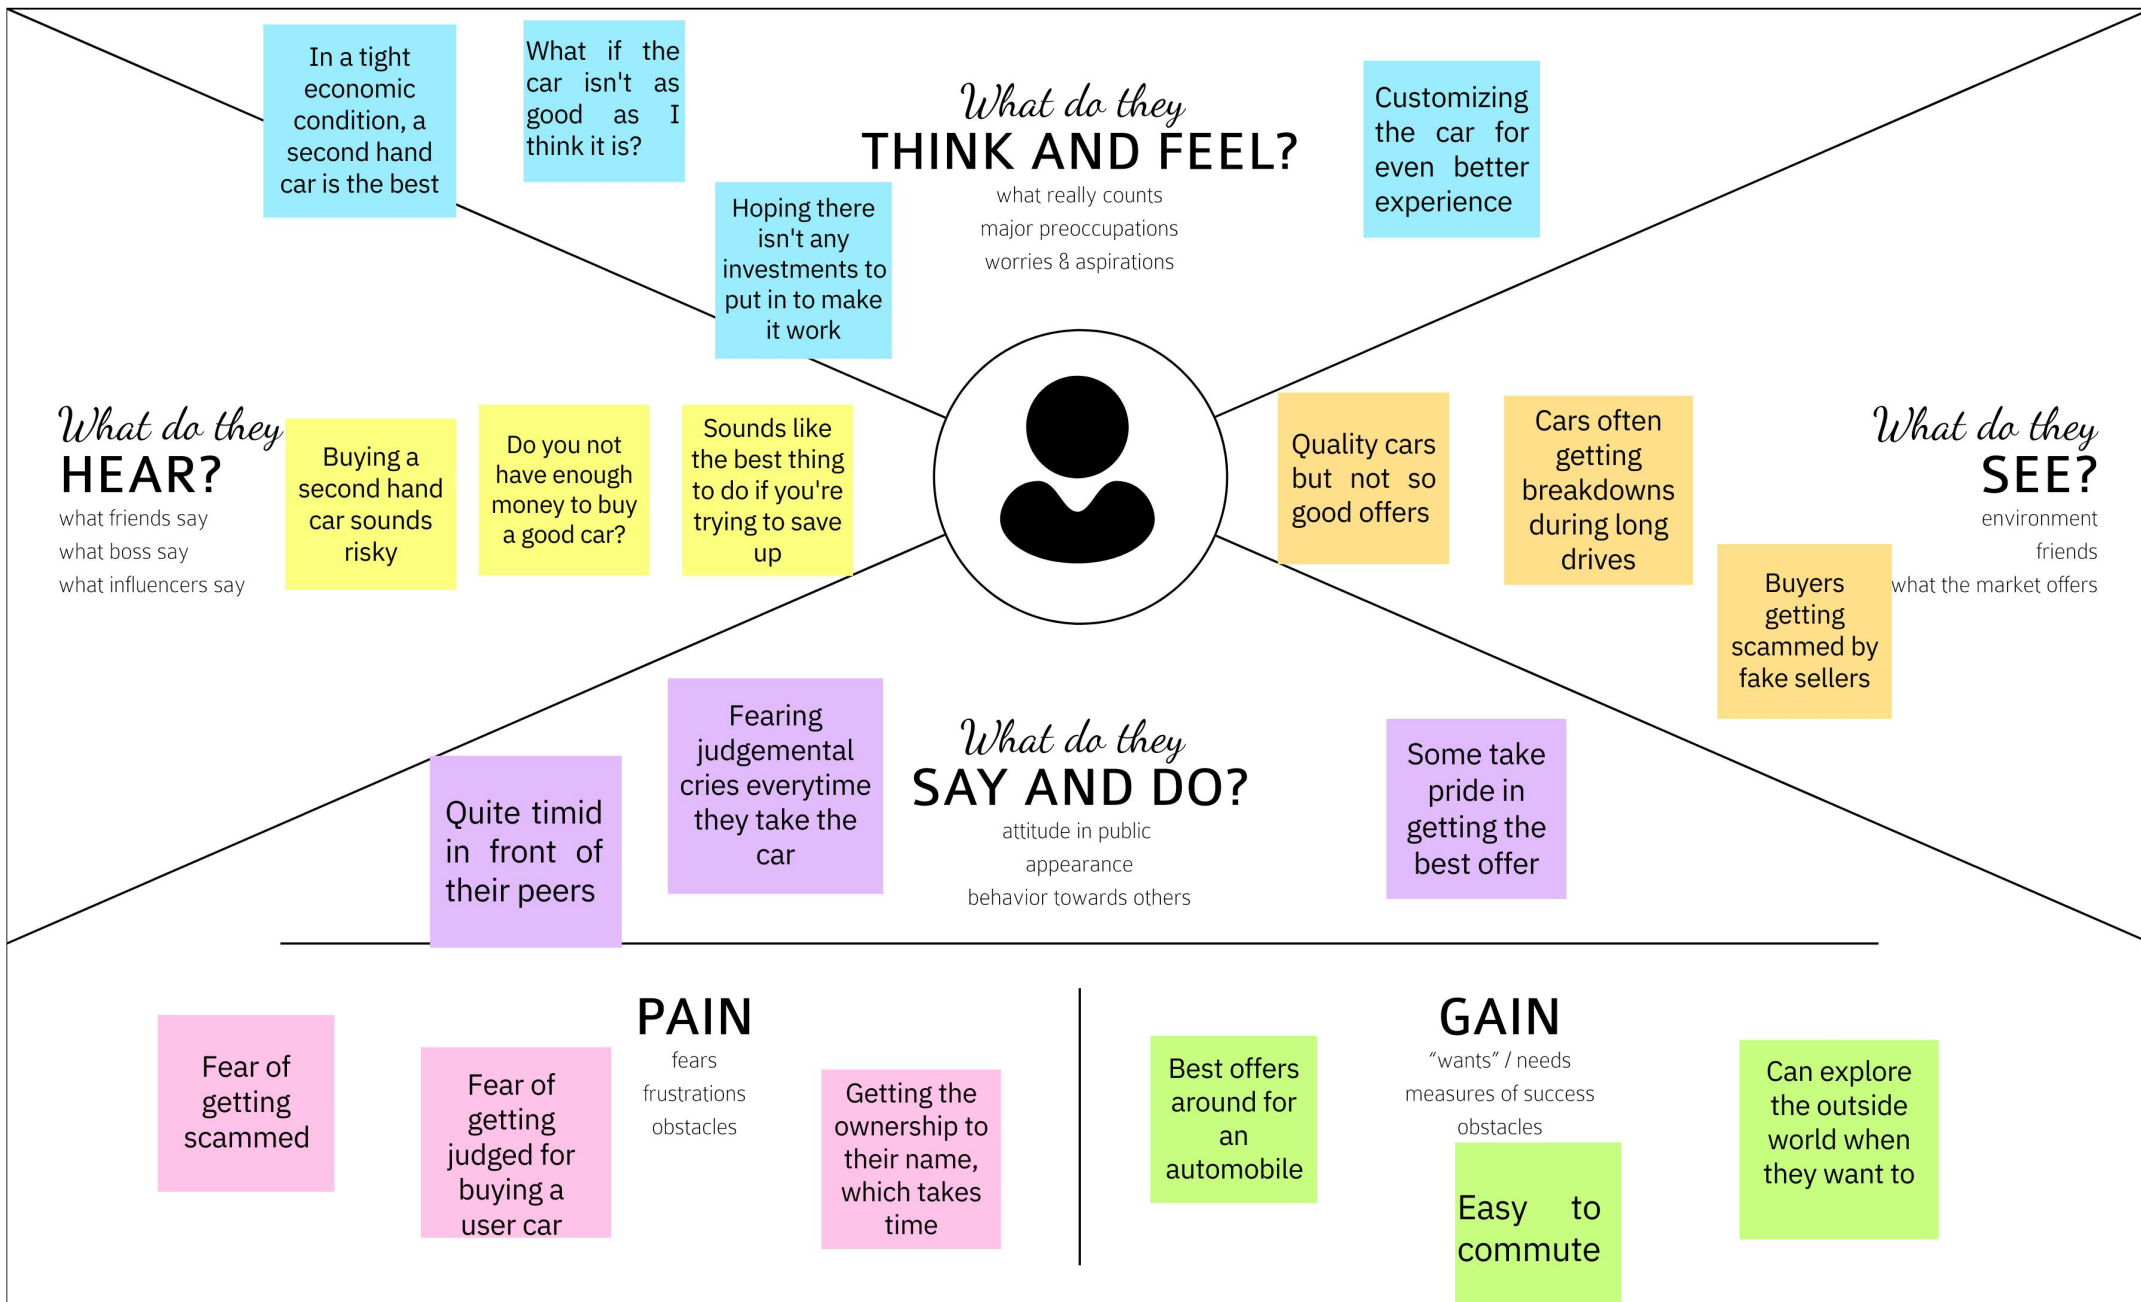 In a tight
economic
condition, a
second hand
car is the best
What if the
car isn't as
good as I
think it is?
Hoping there
isn't any
investments to
put in to make
it work
What do they
THINK AND FEEL?
what really counts
major preoccupations
worries & aspirations
Customizing
the car for
even better
experience
What do they
HEAR?
what friends say
what boss say
what influencers say
Buying a
second hand
car sounds
risky
Do you not
have enough
money to buy
a good car?
Sounds like
the best thing
to do if you're
trying to save
up
Quality cars
but not so
good offers
Cars often
getting
breakdowns
during long
drives
Buyers
getting
scammed by
fake sellers
What do they
SEE?
environment
friends
what the market offers
Quite timid
in front of
their peers
Fearing
judgemental
cries everytime
they take the
car
What do they
SAY AND DO?
attitude in public
appearance
behavior towards others
Some take
pride in
getting the
best offer
Fear of
getting
scammed
Fear of
getting
judged for
buying a
user car
PAIN
fears
frustrations
obstacles
Getting the
ownership to
their name,
which takes
time
Best offers
around for
an
automobile
GAIN
“wants” / needs
measures of success
obstacles
Easy to
commute
Can explore
the outside
world when
they want to